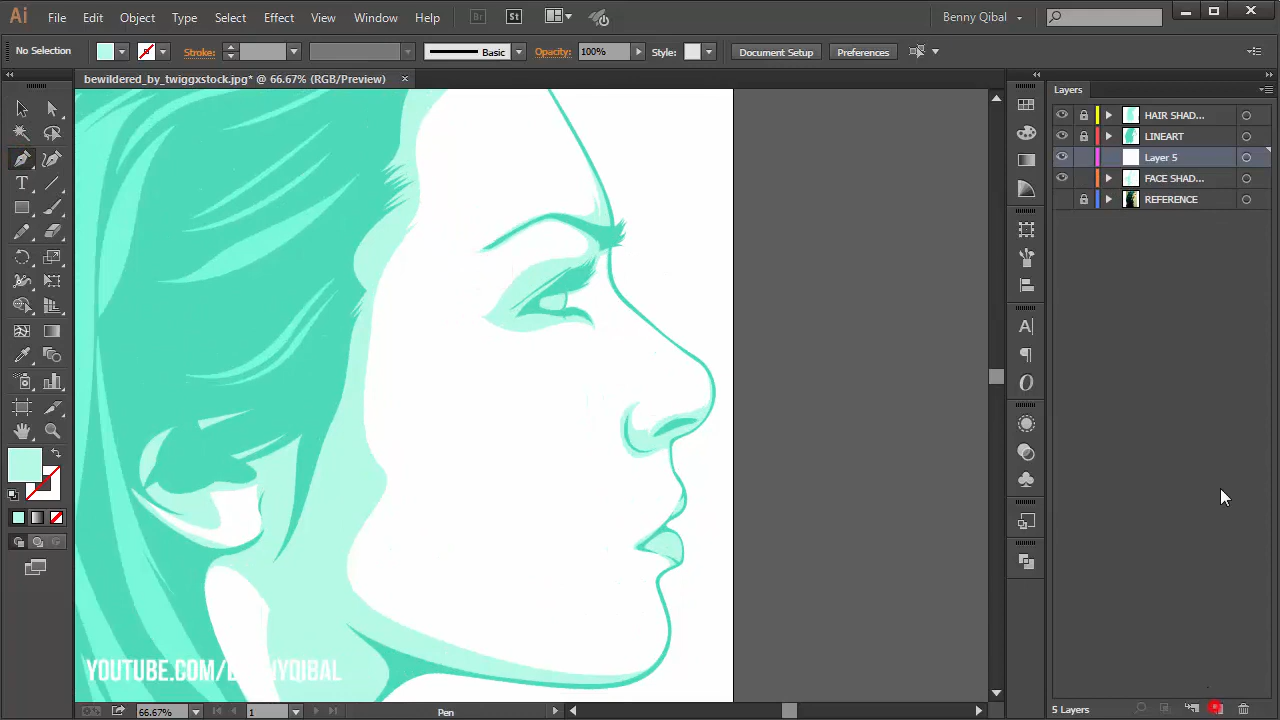 Ai File Edit Object Type Select Effect View Window Help Br St Benny Qibal
No Selection Stroke: Basic Opacity: 100% Style: Document Setup Preferences
bewildered_by_twiggxstock.jpg* @ 66.67% (RGB/Preview) ×
Layers
HAIR SHAD...
LINEART
Layer 5
FACE SHAD...
REFERENCE
YOUTUBE.COM/BENNYQIBAL
66.67% 1 Pen 5 Layers